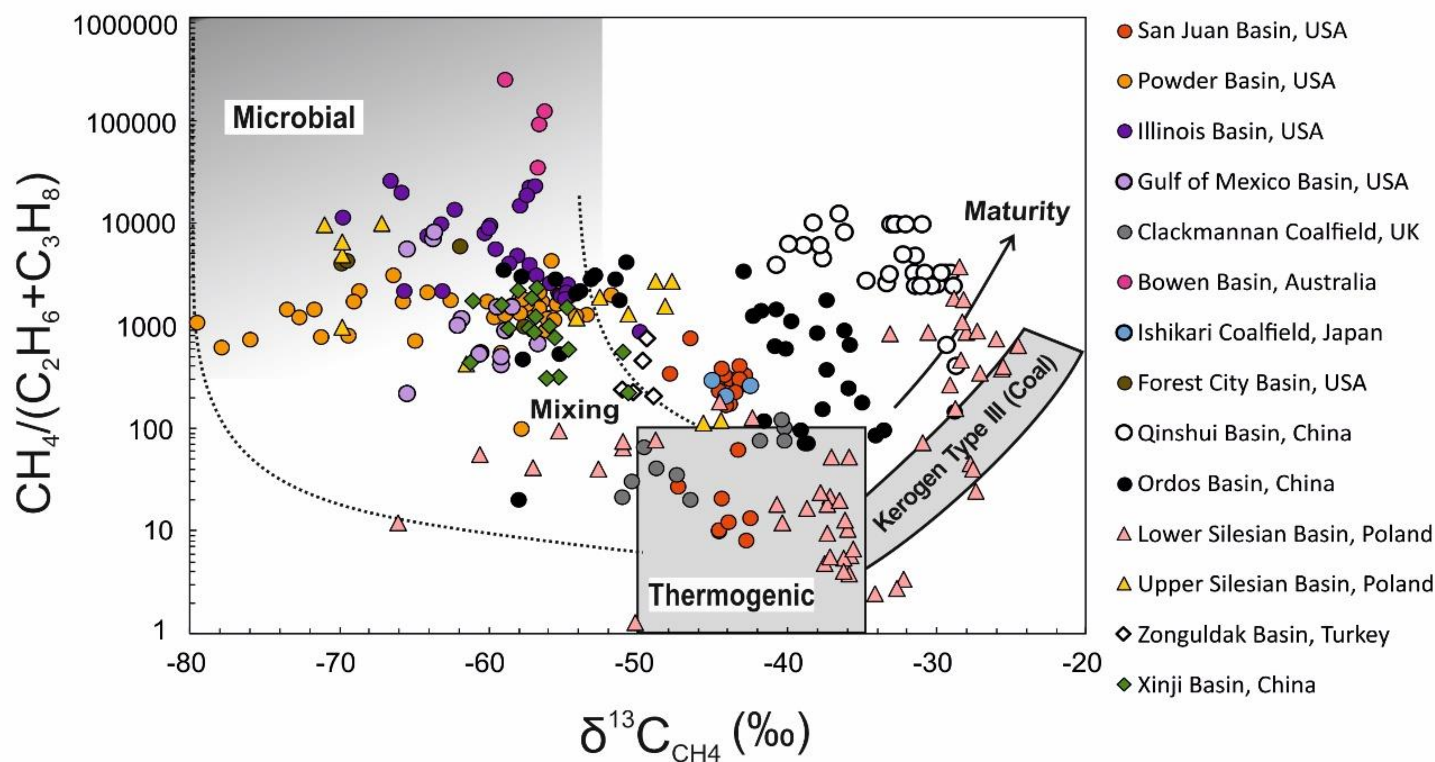 CH₄/(C₂H₆+C₃H₈)
1000000
100000
10000
1000
100
10
1
-80
-70
-60
-50
-40
-30
-20
δ¹³C_CH4 (‰)
Microbial
Mixing
Thermogenic
Maturity
Kerogen Type III (Coal)
San Juan Basin, USA
Powder Basin, USA
Illinois Basin, USA
Gulf of Mexico Basin, USA
Clackmannan Coalfield, UK
Bowen Basin, Australia
Ishikari Coalfield, Japan
Forest City Basin, USA
Qinshui Basin, China
Ordos Basin, China
Lower Silesian Basin, Poland
Upper Silesian Basin, Poland
Zonguldak Basin, Turkey
Xinji Basin, China